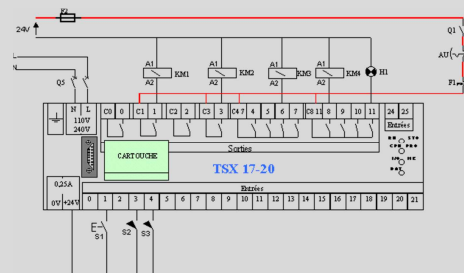 F2
24V
Q1
AU
F1
L
N
A1 A1 A1 A1
KM1 KM2 KM3 KM4 H1
A2 A2 A2 A2
Q5
N L
110V
240V
C0 0 C1 1 C2 2 C3 3 C4 7 4 5 6 7 C8 11 8 9 10 11 24 25
Entrées
Sorties
CARTOUCHE
TSX 17-20
0,25A
0V +24V
Entrées
0 1 2 3 4 5 6 7 8 9 10 11 12 13 14 15 16 17 18 19 20 21
E
S1 S2 S3